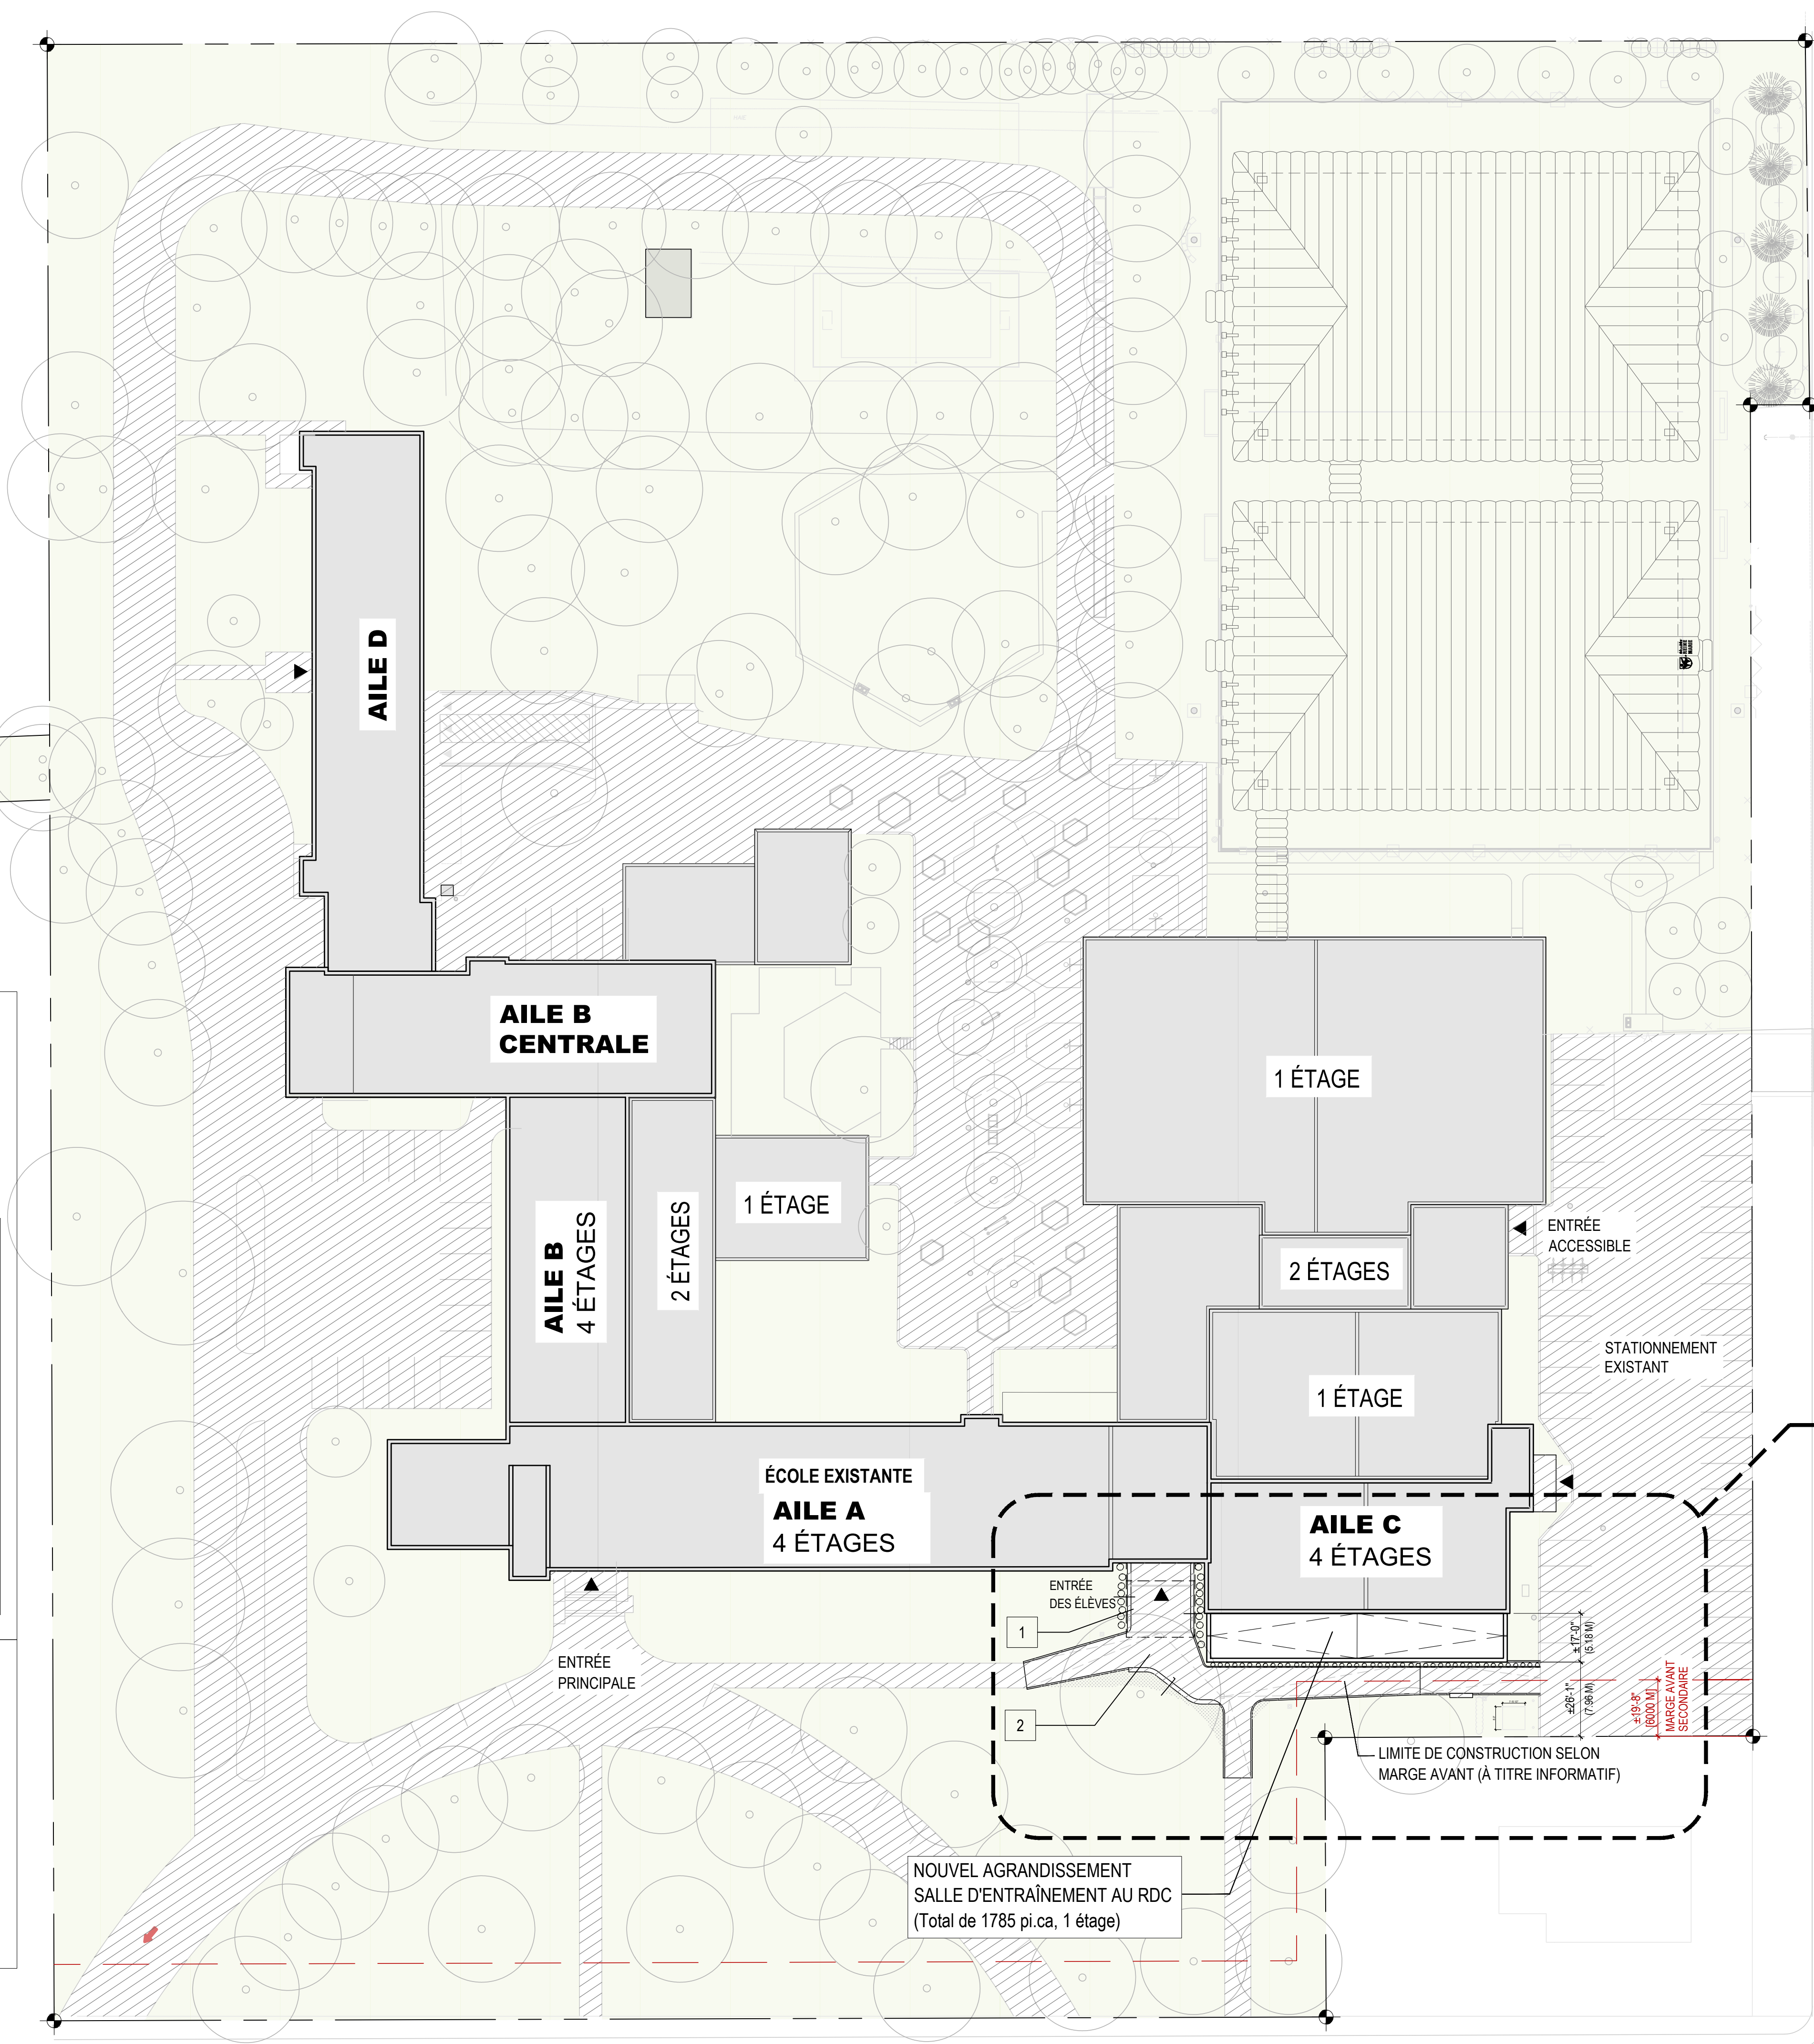 AILE D
AILE B
CENTRALE
1 ÉTAGE
AILE B
4 ÉTAGES
2 ÉTAGES
1 ÉTAGE
ENTRÉE
ACCESSIBLE
2 ÉTAGES
STATIONNEMENT
EXISTANT
1 ÉTAGE
ÉCOLE EXISTANTE
AILE A
4 ÉTAGES
AILE C
4 ÉTAGES
ENTRÉE
DES ÉLÈVES
1
ENTRÉE
PRINCIPALE
2
±17'-0"
(5.18 M)
±26'-1"
(7.96 M)
±19'-8"
[6000 M]
MARGE AVANT
SECONDAIRE
LIMITE DE CONSTRUCTION SELON
MARGE AVANT (À TITRE INFORMATIF)
NOUVEL AGRANDISSEMENT
SALLE D'ENTRAÎNEMENT AU RDC
(Total de 1785 pi.ca, 1 étage)